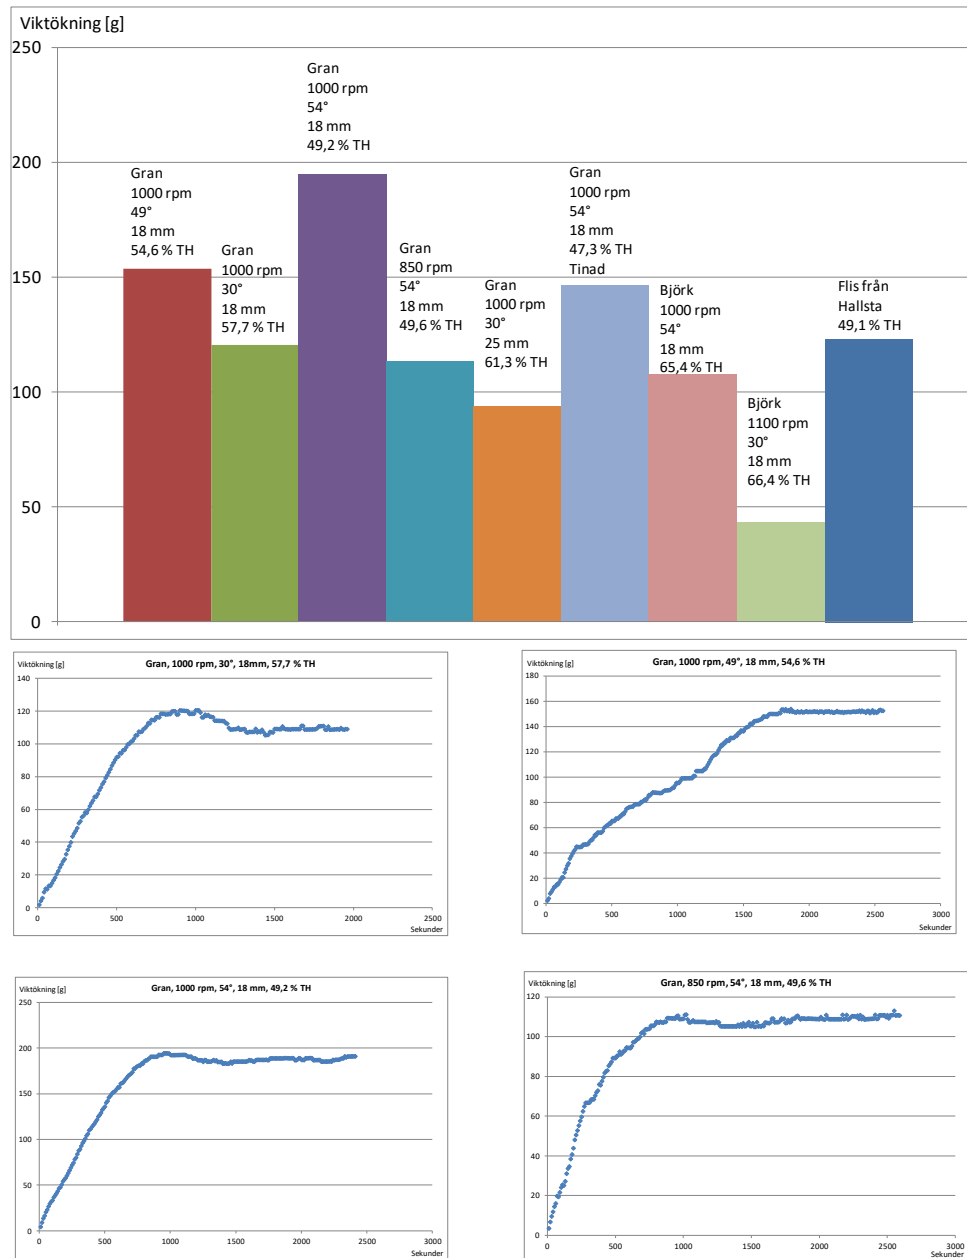 Viktökning [g]
250
200
150
100
50
0
Gran
1000 rpm
49°
18 mm
54,6 % TH
Gran
1000 rpm
30°
18 mm
57,7 % TH
Gran
1000 rpm
54°
18 mm
49,2 % TH
Gran
850 rpm
54°
18 mm
49,6 % TH
Gran
1000 rpm
30°
25 mm
61,3 % TH
Gran
1000 rpm
54°
18 mm
47,3 % TH
Tinad
Björk
1000 rpm
54°
18 mm
65,4 % TH
Björk
1100 rpm
30°
18 mm
66,4 % TH
Flis från
Hallsta
49,1 % TH
Viktökning [g]
Gran, 1000 rpm, 30°, 18mm, 57,7 % TH
140
120
100
80
60
40
20
0
0 500 1000 1500 2000 2500
Sekunder
Viktökning [g]
Gran, 1000 rpm, 49°, 18 mm, 54,6 % TH
180
160
140
120
100
80
60
40
20
0
0 500 1000 1500 2000 2500 3000
Sekunder
Viktökning [g]
Gran, 1000 rpm, 54°, 18 mm, 49,2 % TH
250
200
150
100
50
0
0 500 1000 1500 2000 2500 3000
Sekunder
Viktökning [g]
Gran, 850 rpm, 54°, 18 mm, 49,6 % TH
120
100
80
60
40
20
0
0 500 1000 1500 2000 2500 3000
Sekunder